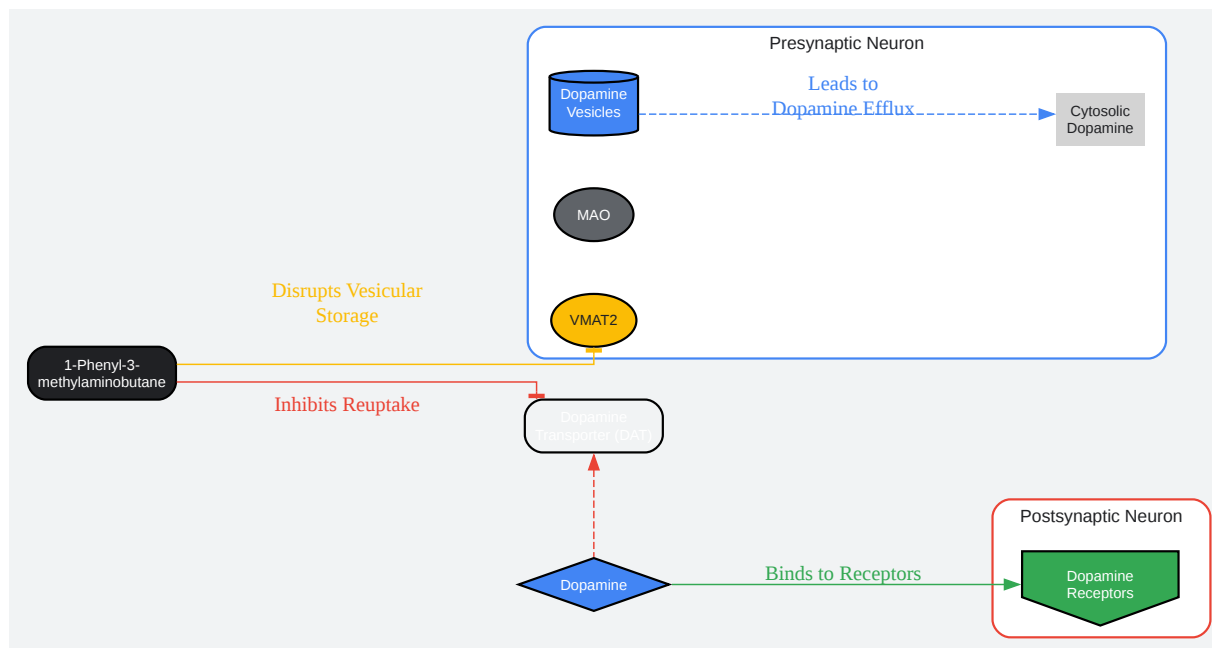 Presynaptic Neuron
Dopamine
Vesicles
Leads to
Dopamine Efflux
Cytosolic
Dopamine
MAO
Disrupts Vesicular
Storage
VMAT2
1-Phenyl-3-
methylaminobutane
Inhibits Reuptake
Dopamine
Transporter (DAT)
Postsynaptic Neuron
Dopamine
Binds to Receptors
Dopamine
Receptors